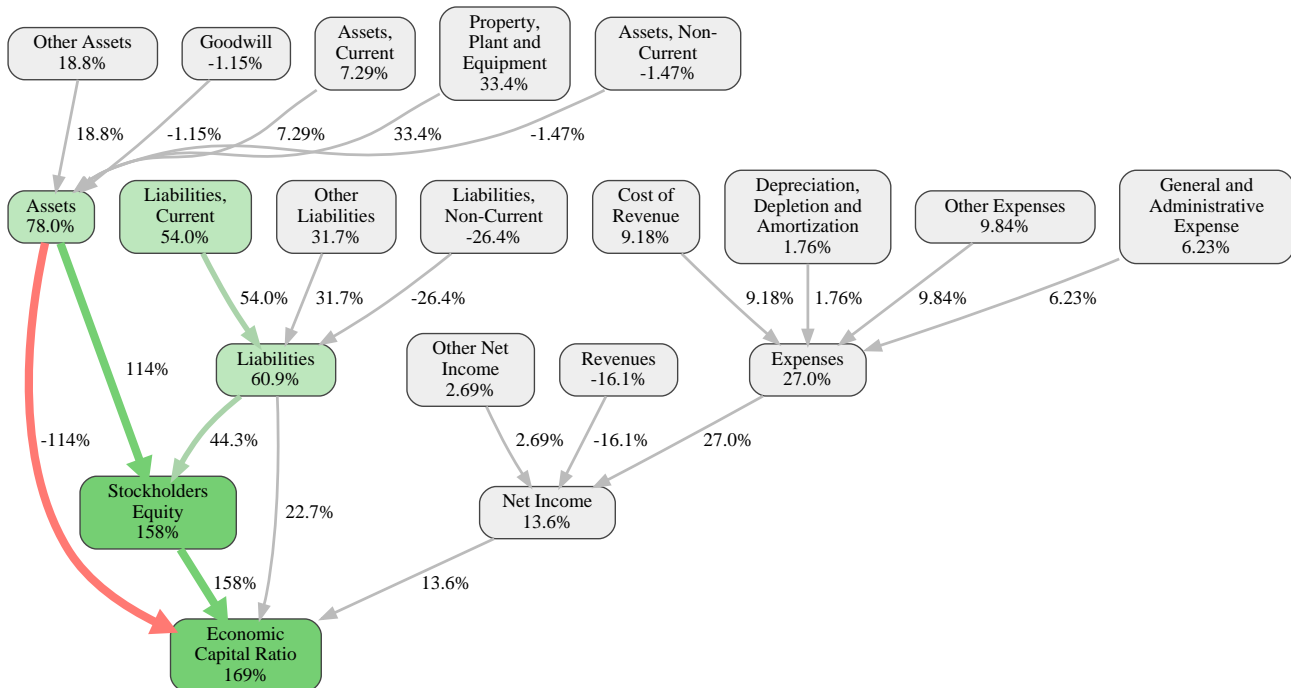 Other Assets
18.8%
Goodwill
-1.15%
Assets,
Current
7.29%
Property,
Plant and
Equipment
33.4%
Assets, Non-
Current
-1.47%
18.8%
-1.15%
7.29%
33.4%
-1.47%
Assets
78.0%
Liabilities,
Current
54.0%
Other
Liabilities
31.7%
Liabilities,
Non-Current
-26.4%
Cost of
Revenue
9.18%
Depreciation,
Depletion and
Amortization
1.76%
Other Expenses
9.84%
General and
Administrative
Expense
6.23%
54.0%
31.7%
-26.4%
9.18%
1.76%
9.84%
6.23%
114%
Liabilities
60.9%
Other Net
Income
2.69%
Revenues
-16.1%
Expenses
27.0%
-114%
44.3%
2.69%
-16.1%
27.0%
Stockholders
Equity
158%
22.7%
Net Income
13.6%
158%
13.6%
Economic
Capital Ratio
169%